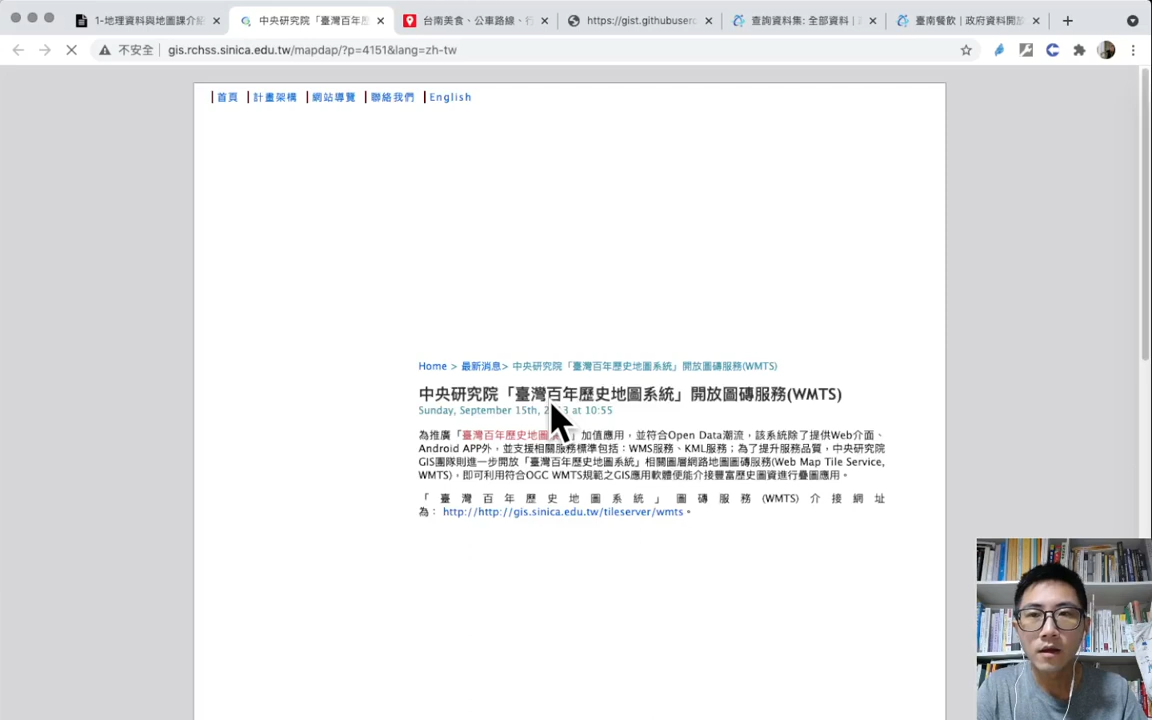 1-地理資料與地圖課介紹
中央研究院「臺灣百年歷
台南美食、公車路線、行
https://gist.githubuserc
查詢資料集: 全部資料 |
臺南餐飲 | 政府資料開放
不安全
gis.rchss.sinica.edu.tw/mapdap/?p=4151&lang=zh-tw
首頁 計畫架構 網站導覽 聯絡我們 English
Home > 最新消息> 中央研究院「臺灣百年歷史地圖系統」開放圖磚服務(WMTS)
中央研究院「臺灣百年歷史地圖系統」開放圖磚服務(WMTS)
Sunday, September 15th, at 10:55
為推廣「臺灣百年歷史地圖 」加值應用，並符合Open Data潮流，該系統除了提供Web介面、
Android APP外，並支援相關服務標準包括：WMS服務、KML服務；為了提升服務品質，中央研究院
GIS團隊則進一步開放「臺灣百年歷史地圖系統」相關圖層網路地圖圖磚服務(Web Map Tile Service,
WMTS)，即可利用符合OGC WMTS規範之GIS應用軟體便能介接豐富歷史圖資進行疊圖應用。
「臺灣百年歷史地圖系統」圖磚服務(WMTS)介接網址
為：http://http://gis.sinica.edu.tw/tileserver/wmts。